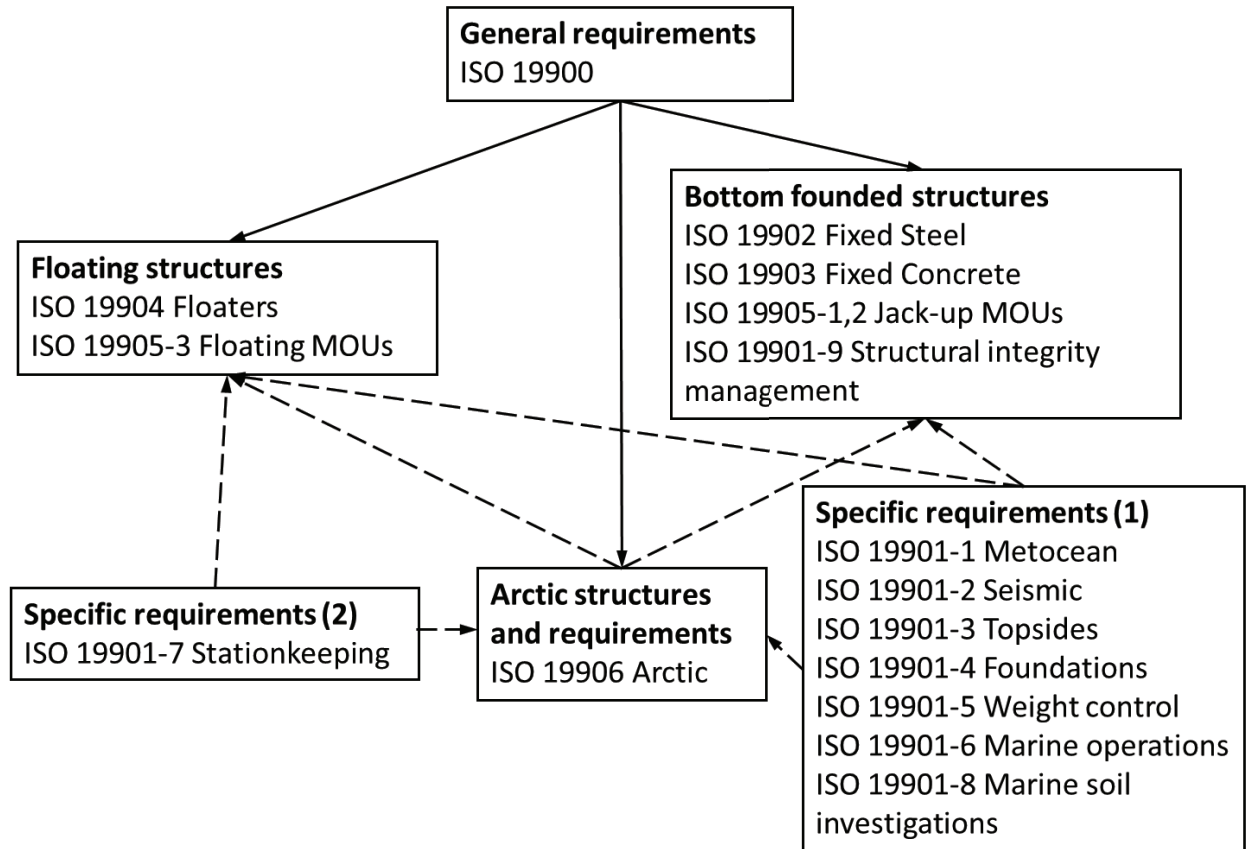 General requirements
ISO 19900
Bottom founded structures
ISO 19902 Fixed Steel
ISO 19903 Fixed Concrete
ISO 19905-1,2 Jack-up MOUs
ISO 19901-9 Structural integrity
management
Floating structures
ISO 19904 Floaters
ISO 19905-3 Floating MOUs
Specific requirements (1)
ISO 19901-1 Metocean
ISO 19901-2 Seismic
ISO 19901-3 Topsides
ISO 19901-4 Foundations
ISO 19901-5 Weight control
ISO 19901-6 Marine operations
ISO 19901-8 Marine soil
investigations
Arctic structures
and requirements
ISO 19906 Arctic
Specific requirements (2)
ISO 19901-7 Stationkeeping